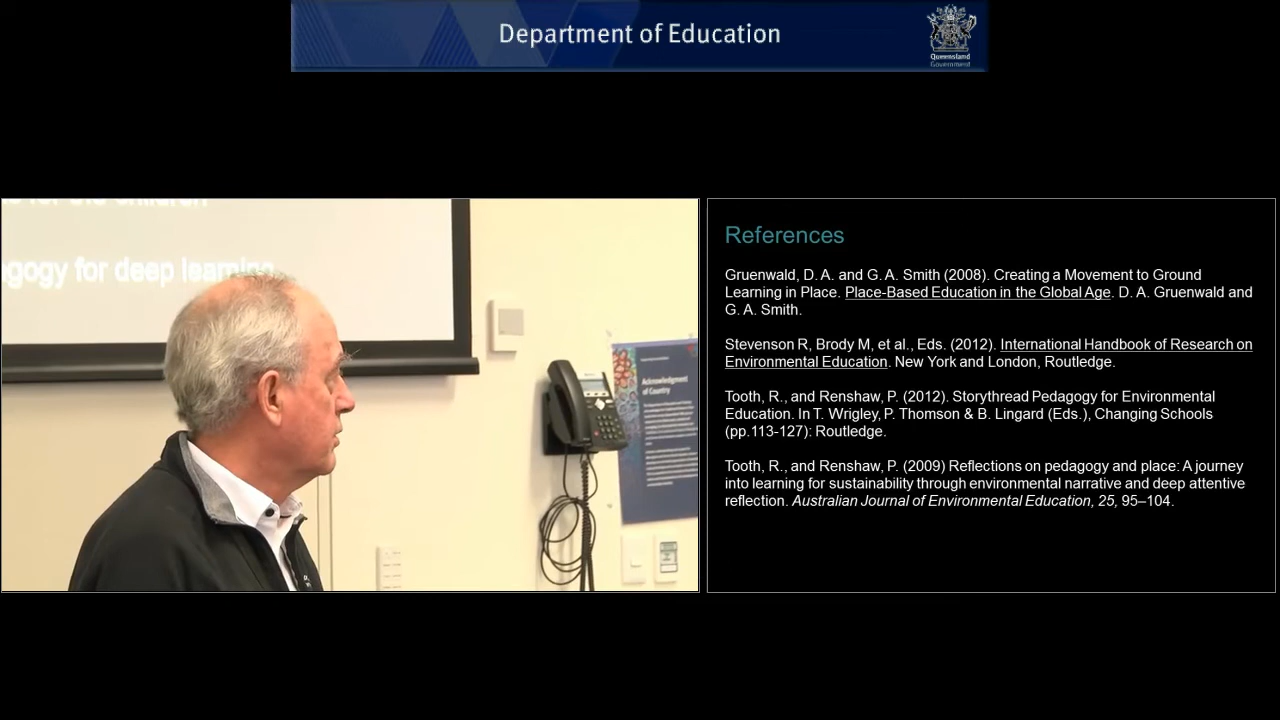 Department of Education
Queensland
Government
for the children
gogy for deep learning
Acknowledgment
of Country
References
Gruenwald, D. A. and G. A. Smith (2008). Creating a Movement to Ground
Learning in Place. Place-Based Education in the Global Age. D. A. Gruenwald and
G. A. Smith.
Stevenson R, Brody M, et al., Eds. (2012). International Handbook of Research on
Environmental Education. New York and London, Routledge.
Tooth, R., and Renshaw, P. (2012). Storythread Pedagogy for Environmental
Education. In T. Wrigley, P. Thomson & B. Lingard (Eds.), Changing Schools
(pp.113-127): Routledge.
Tooth, R., and Renshaw, P. (2009) Reflections on pedagogy and place: A journey
into learning for sustainability through environmental narrative and deep attentive
reflection. Australian Journal of Environmental Education, 25, 95–104.